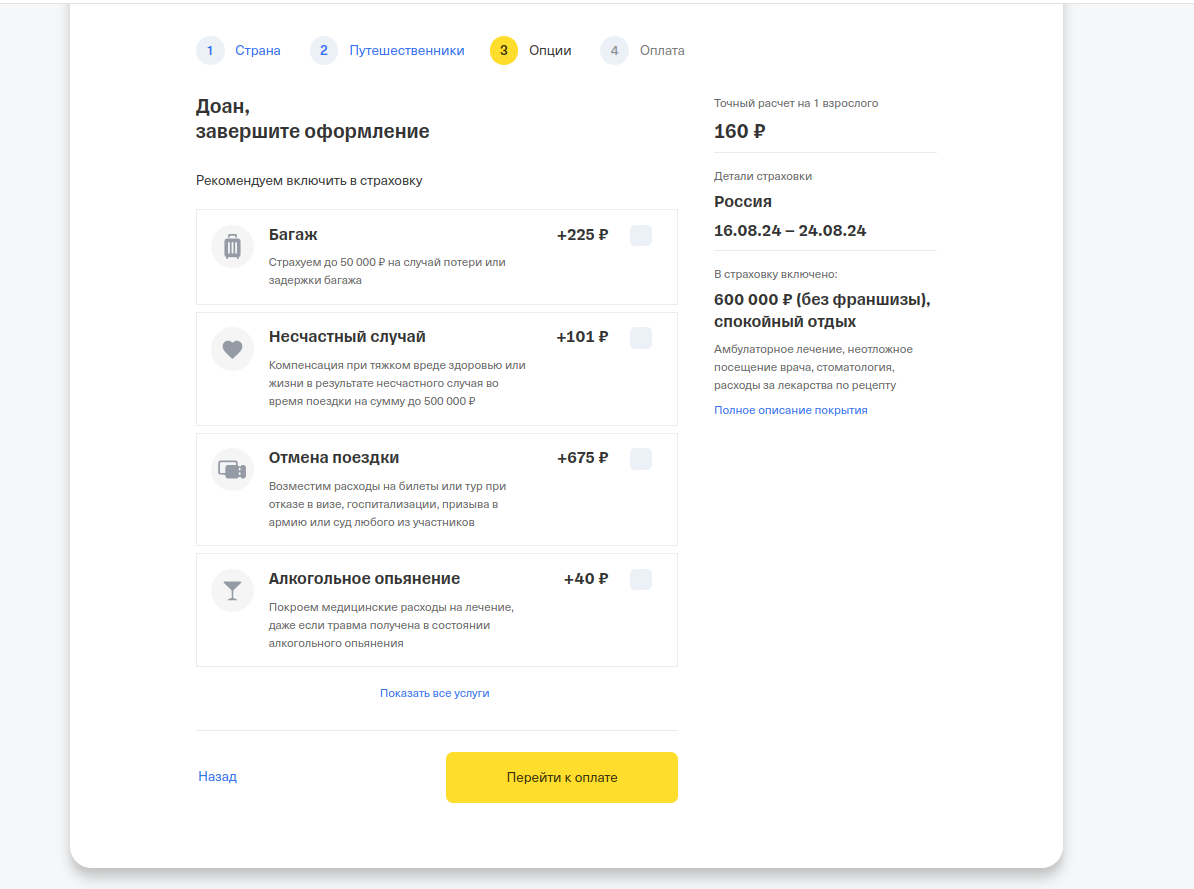 1 Страна 2 Путешественники 3 Опции 4 Оплата
Доан,
завершите оформление
Рекомендуем включить в страховку
Багаж +225 ₽
Страхуем до 50 000 ₽ на случай потери или
задержки багажа
Несчастный случай +101 ₽
Компенсация при тяжком вреде здоровью или
жизни в результате несчастного случая во
время поездки на сумму до 500 000 ₽
Отмена поездки +675 ₽
Возместим расходы на билеты или тур при
отказе в визе, госпитализации, призыва в
армию или суд любого из участников
Алкогольное опьянение +40 ₽
Покроем медицинские расходы на лечение,
даже если травма получена в состоянии
алкогольного опьянения
Показать все услуги
Назад
Перейти к оплате
Точный расчет на 1 взрослого
160 ₽
Детали страховки
Россия
16.08.24 – 24.08.24
В страховку включено:
600 000 ₽ (без франшизы),
спокойный отдых
Амбулаторное лечение, неотложное
посещение врача, стоматология,
расходы за лекарства по рецепту
Полное описание покрытия